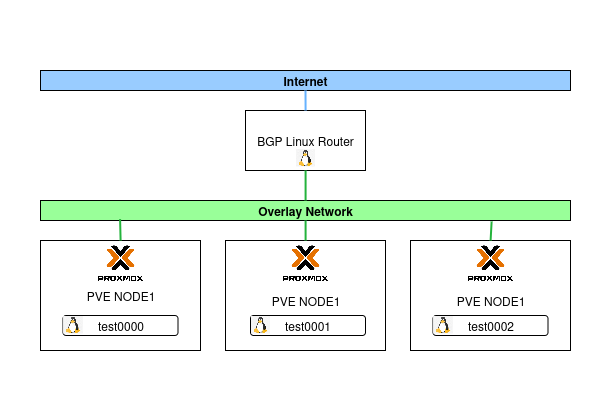 Internet
BGP Linux Router
Overlay Network
PROXMOX
PVE NODE1
test0000
PROXMOX
PVE NODE1
test0001
PROXMOX
PVE NODE1
test0002